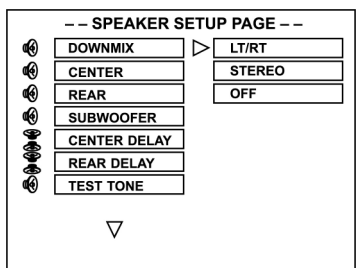 -- SPEAKER SETUP PAGE --
DOWNMIX
LT/RT
CENTER
STEREO
REAR
OFF
SUBWOOFER
CENTER DELAY
REAR DELAY
TEST TONE